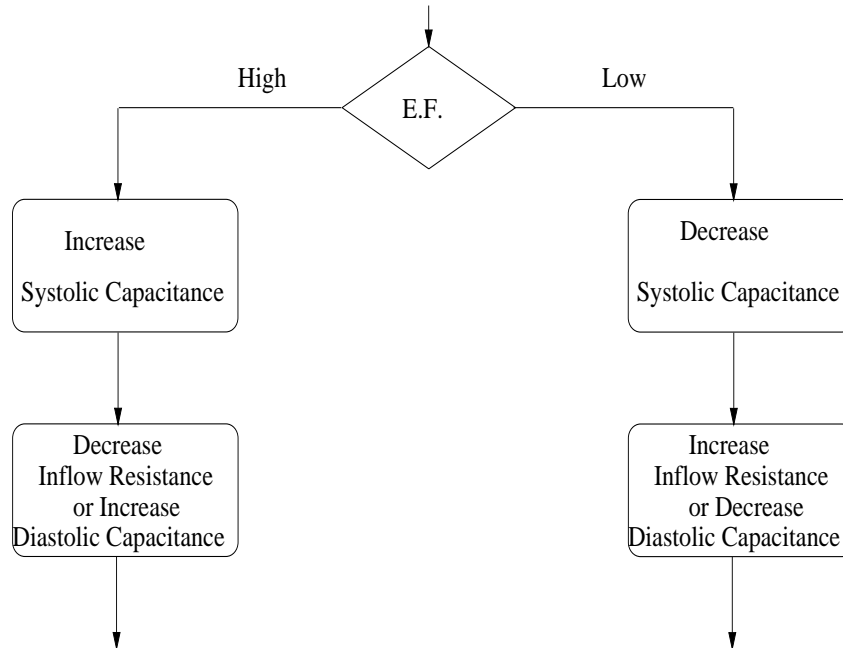 High
Low
E.F.
Increase
Systolic Capacitance
Decrease
Systolic Capacitance
Decrease
Inflow Resistance
or Increase
Diastolic Capacitance
Increase
Inflow Resistance
or Decrease
Diastolic Capacitance